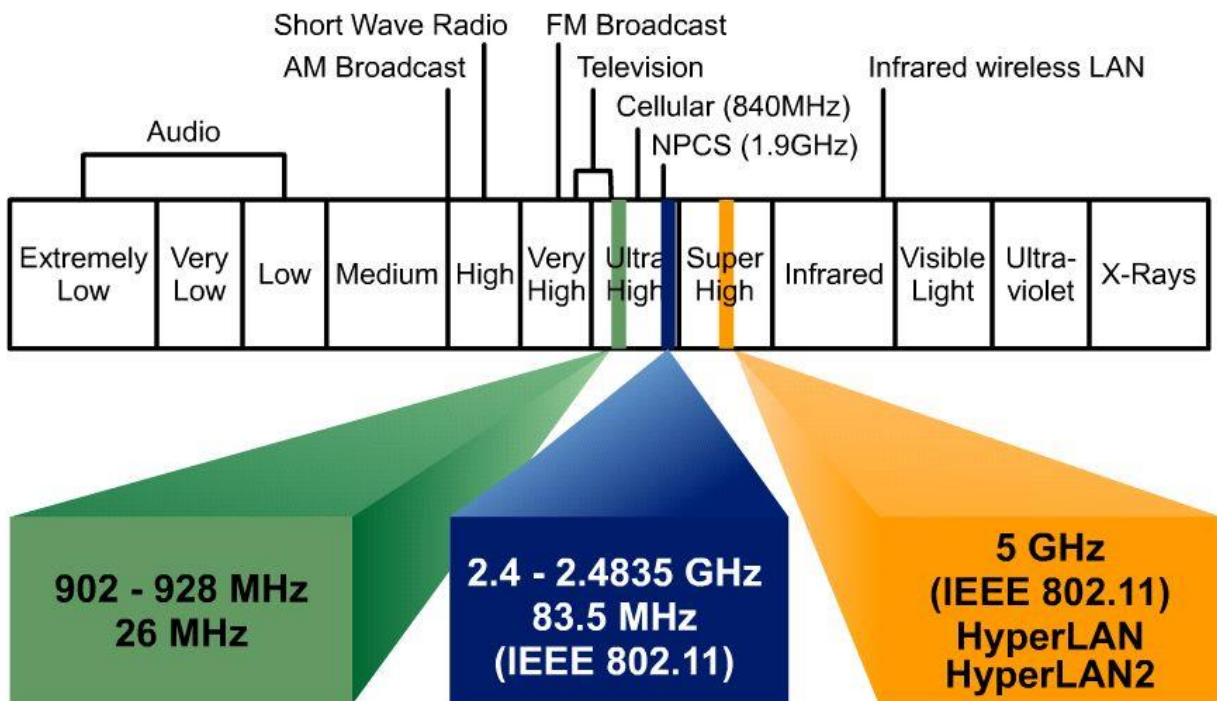 Short Wave Radio
FM Broadcast
AM Broadcast
Television
Infrared wireless LAN
Cellular (840MHz)
Audio
NPCS (1.9GHz)
Extremely
Low
Very
Low
Low
Medium
High
Very
High
Ultra
High
Super
High
Infrared
Visible
Light
Ultra-
violet
X-Rays
902 - 928 MHz
26 MHz
2.4 - 2.4835 GHz
83.5 MHz
(IEEE 802.11)
5 GHz
(IEEE 802.11)
HyperLAN
HyperLAN2